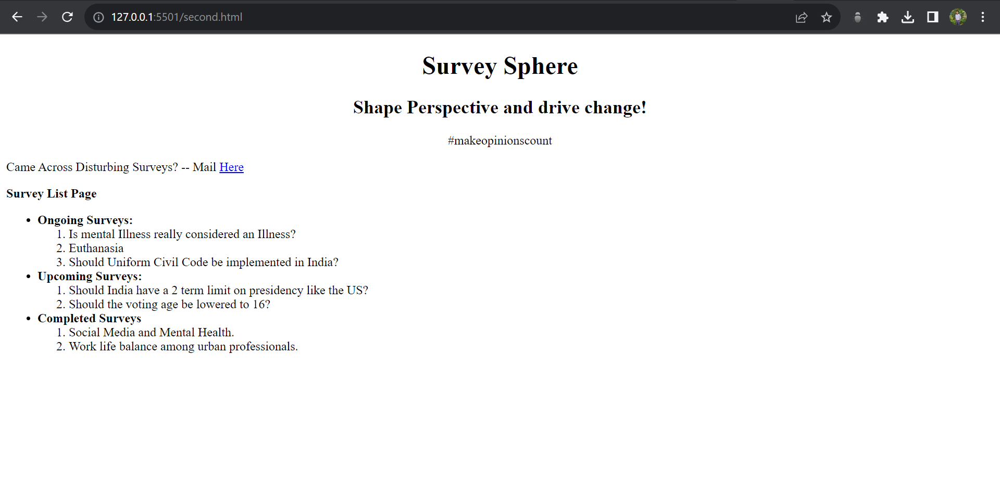 127.0.0.1:5501/second.html
Survey Sphere
Shape Perspective and drive change!
#makeopinionscount
Came Across Disturbing Surveys? -- Mail Here
Survey List Page
• Ongoing Surveys:
1. Is mental Illness really considered an Illness?
2. Euthanasia
3. Should Uniform Civil Code be implemented in India?
• Upcoming Surveys:
1. Should India have a 2 term limit on presidency like the US?
2. Should the voting age be lowered to 16?
• Completed Surveys
1. Social Media and Mental Health.
2. Work life balance among urban professionals.